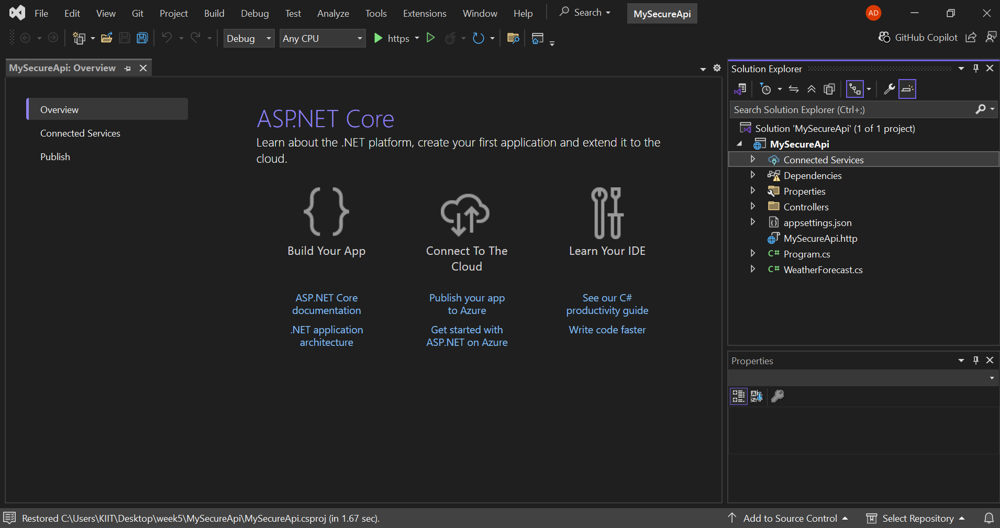 File Edit View Git Project Build Debug Test Analyze Tools Extensions Window Help Search MySecureApi AD
Debug Any CPU https GitHub Copilot
MySecureApi: Overview
Overview
Connected Services
Publish
ASP.NET Core
Learn about the .NET platform, create your first application and extend it to the
cloud.
Build Your App
ASP.NET Core
documentation
.NET application
architecture
Connect To The
Cloud
Publish your app
to Azure
Get started with
ASP.NET on Azure
Learn Your IDE
See our C#
productivity guide
Write code faster
Solution Explorer
Search Solution Explorer (Ctrl+;)
Solution 'MySecureApi' (1 of 1 project)
MySecureApi
Connected Services
Dependencies
Properties
Controllers
appsettings.json
MySecureApi.http
C# Program.cs
C# WeatherForecast.cs
Properties
Restored C:\Users\KIIT\Desktop\week5\MySecureApi\MySecureApi.csproj (in 1.67 sec).
Add to Source Control Select Repository